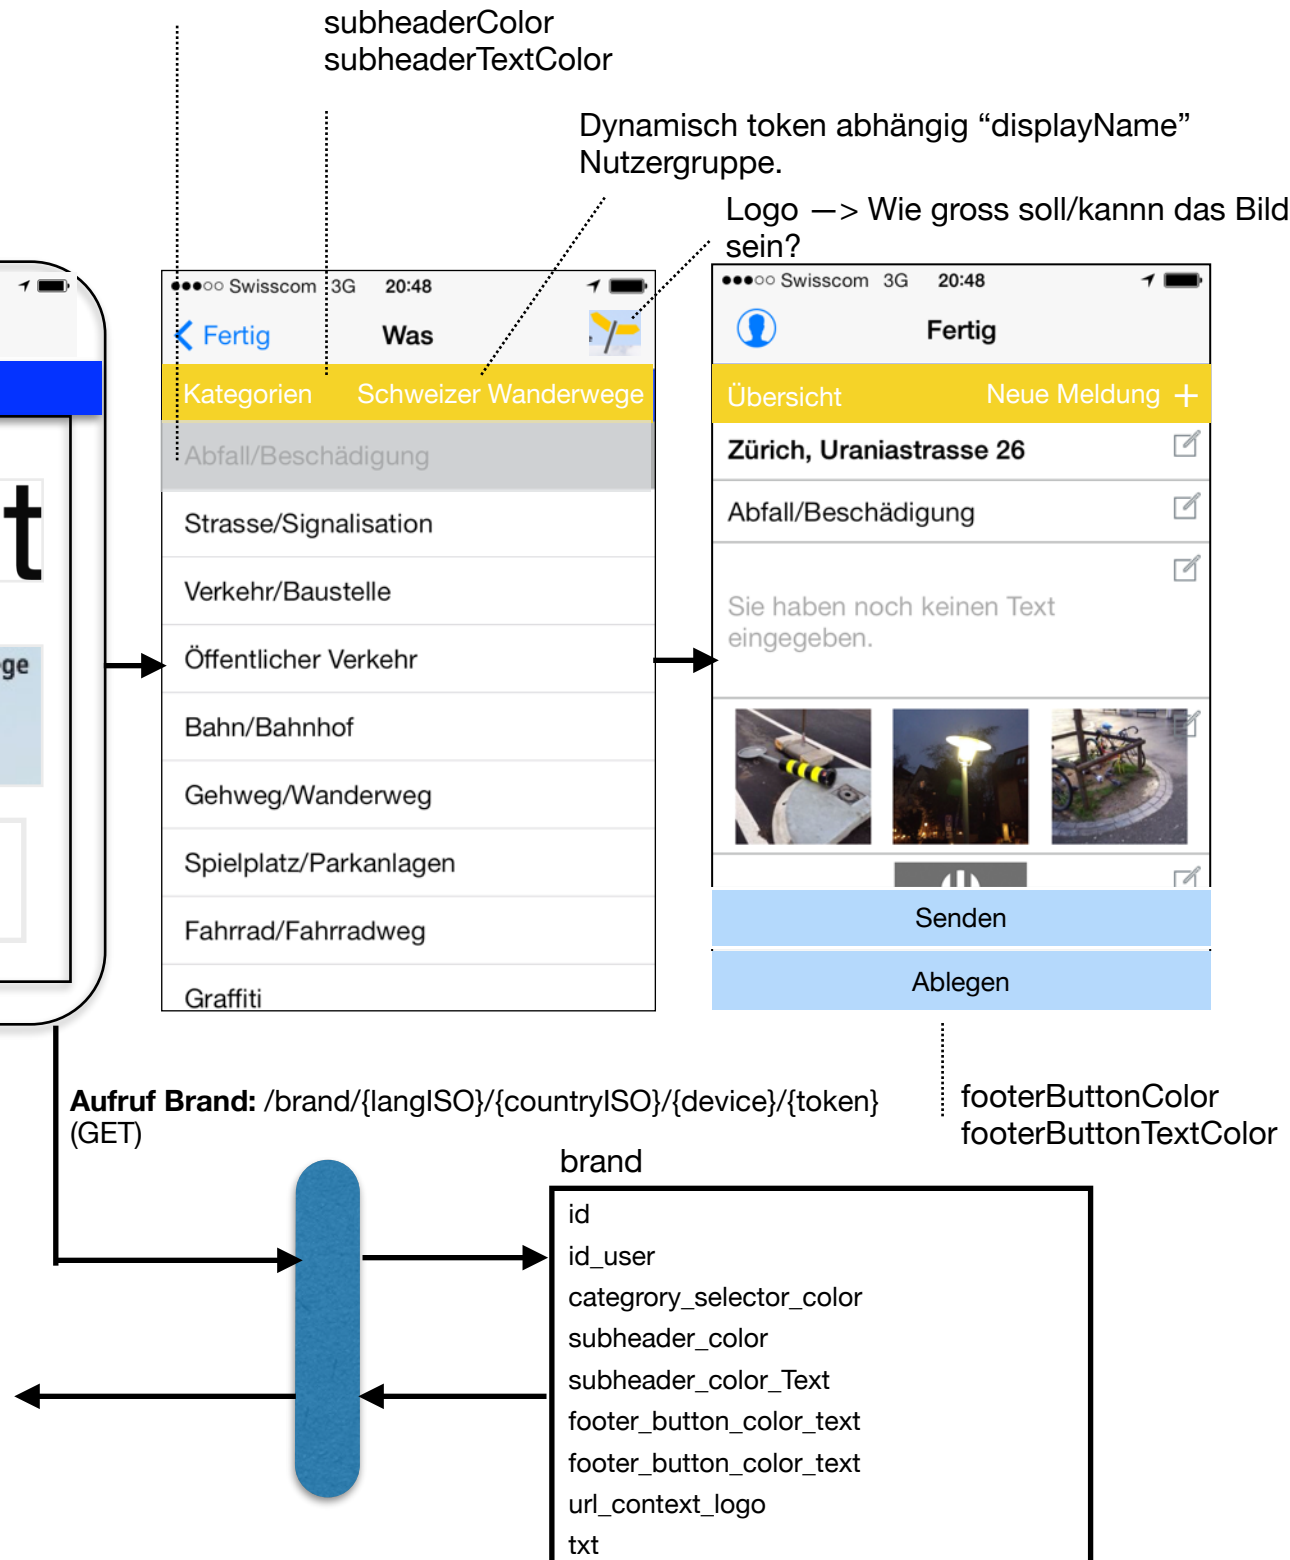 subheaderColor
subheaderTextColor
Dynamisch token abhängig “displayName”
Nutzergruppe.
Logo —> Wie gross soll/kannn das Bild
sein?
Swisscom 3G 20:48
Fertig Was
Kategorien Schweizer Wanderwege
Abfall/Beschädigung
Strasse/Signalisation
Verkehr/Baustelle
Öffentlicher Verkehr
Bahn/Bahnhof
Gehweg/Wanderweg
Spielplatz/Parkanlagen
Fahrrad/Fahrradweg
Graffiti
Swisscom 3G 20:48
Fertig
Übersicht Neue Meldung +
Zürich, Uraniastrasse 26
Abfall/Beschädigung
Sie haben noch keinen Text
eingegeben.
Senden
Ablegen
t
ge
footerButtonColor
footerButtonTextColor
Aufruf Brand: /brand/{langISO}/{countryISO}/{device}/{token}
(GET)
brand
id
id_user
categrory_selector_color
subheader_color
subheader_color_Text
footer_button_color_text
footer_button_color_text
url_context_logo
txt